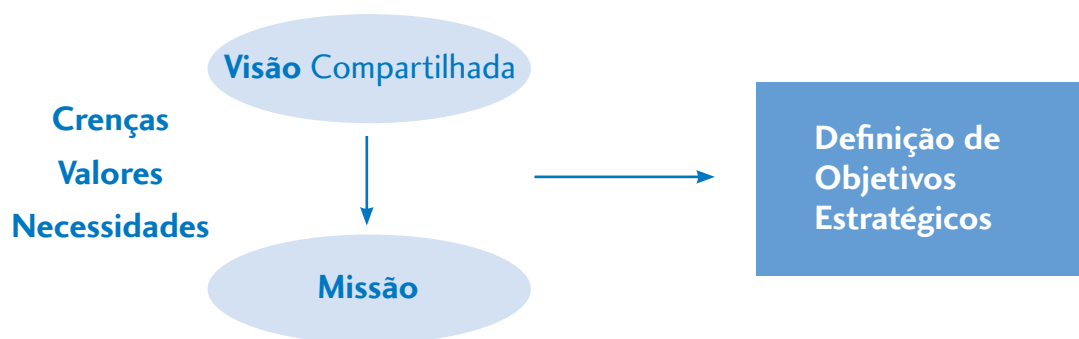 Visão Compartilhada
Crenças
Valores
Necessidades
Missão
Definição de
Objetivos
Estratégicos